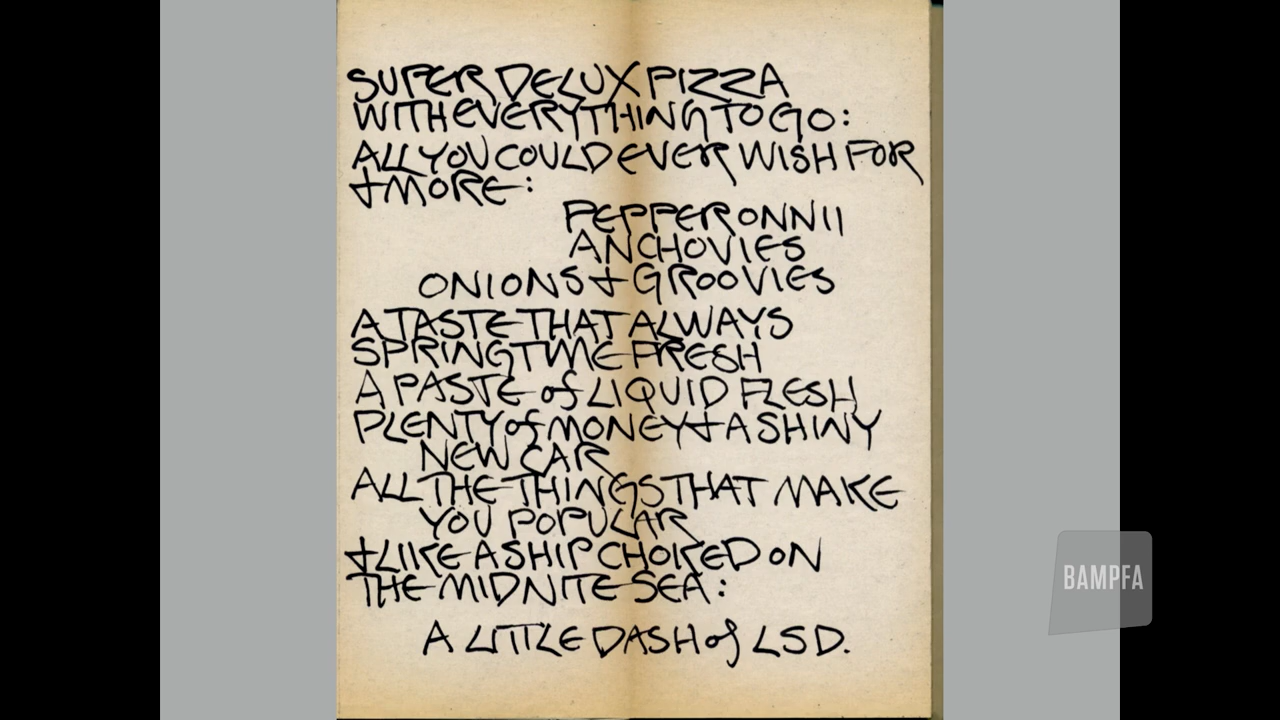 SUPER DELUX PIZZA
WITH EVERYTHING TO GO:
ALL YOU COULD EVER WISH FOR
& MORE:
PEPPERONNII
ANCHOVIES
ONIONS & GROOVIES
A TASTE THAT ALWAYS
SPRINGTIME FRESH
A PASTE of LIQUID FLESH
PLENTY of MONEY & A SHINY
NEW CAR
ALL THE THINGS THAT MAKE
YOU POPULAR
& LIKE A SHIP CHOKED ON
THE MIDNITE SEA:
A LITTLE DASH of LSD.
BAMPFA